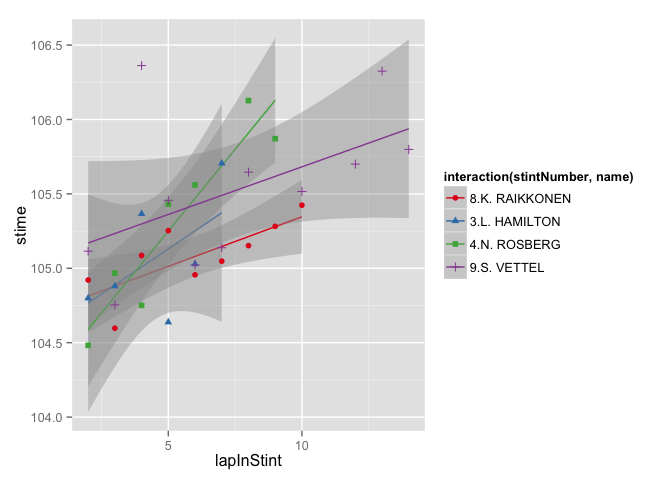 106.5
106.0
105.5
105.0
104.5
104.0
stime
5
10
lapInStint
interaction(stintNumber, name)
8.K. RAIKKONEN
3.L. HAMILTON
4.N. ROSBERG
9.S. VETTEL